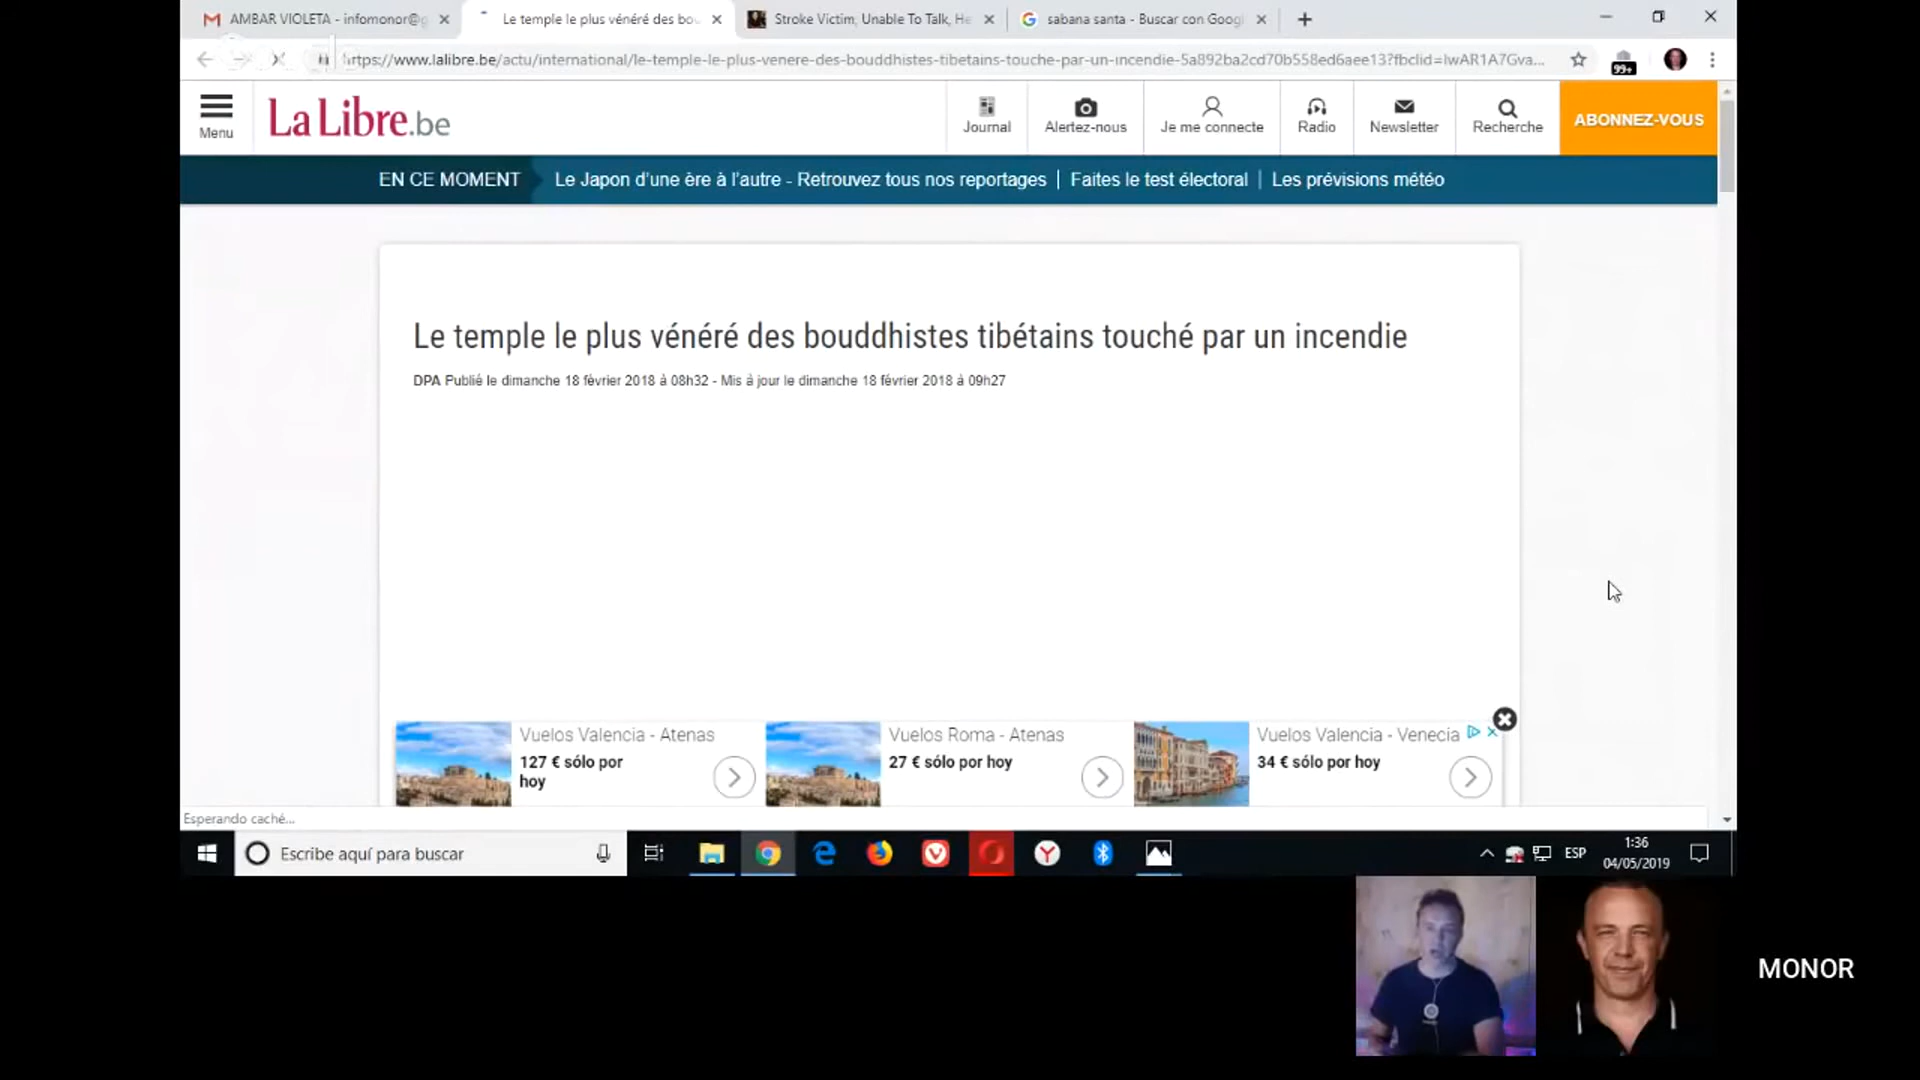 AMBAR VIOLETA - infomonor@g
Le temple le plus vénéré des bou
Stroke Victim, Unable To Talk, He
sabana santa - Buscar con Googl
https://www.lalibre.be/actu/international/le-temple-le-plus-venere-des-bouddhistes-tibetains-touche-par-un-incendie-5a892ba2cd70b558ed6aee13?fbclid=IwAR1A7Gva...
99+
Menu
La Libre.be
Journal
Alertez-nous
Je me connecte
Radio
Newsletter
Recherche
ABONNEZ-VOUS
EN CE MOMENT
Le Japon d'une ère à l'autre - Retrouvez tous nos reportages | Faites le test électoral | Les prévisions météo
Le temple le plus vénéré des bouddhistes tibétains touché par un incendie
DPA Publié le dimanche 18 février 2018 à 08h32 - Mis à jour le dimanche 18 février 2018 à 09h27
Vuelos Valencia - Atenas
127 € sólo por
hoy
Vuelos Roma - Atenas
27 € sólo por hoy
Vuelos Valencia - Venecia
34 € sólo por hoy
Esperando caché...
Escribe aquí para buscar
ESP
1:36
04/05/2019
MONOR